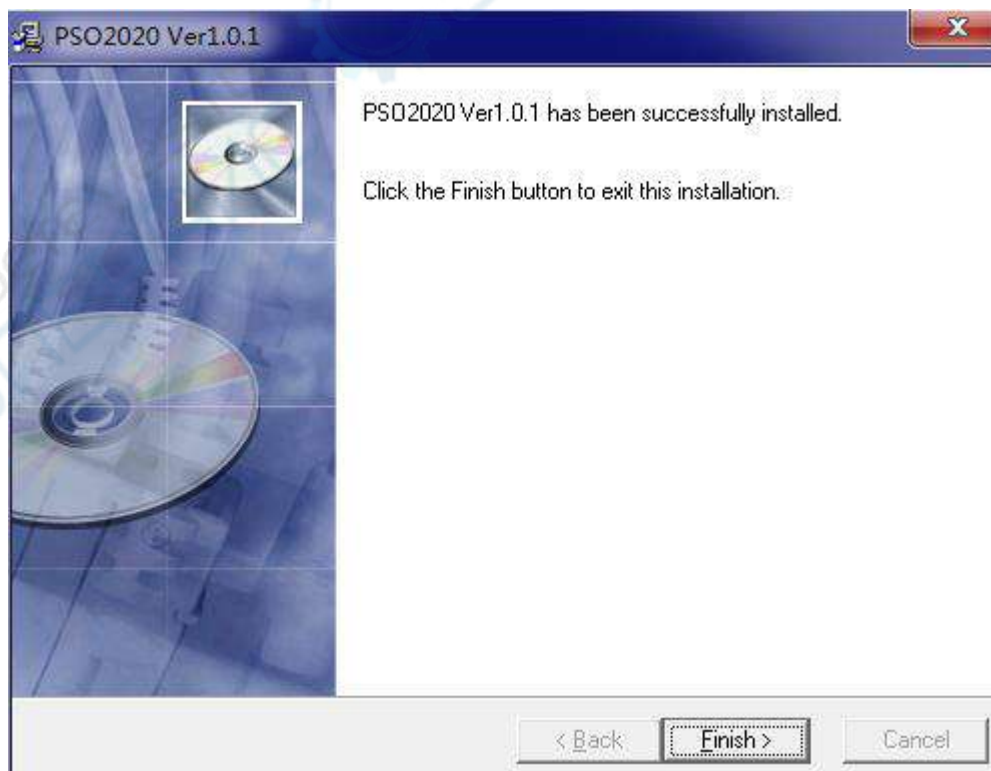 PSO2020 Ver1.0.1
PSO2020 Ver1.0.1 has been successfully installed.
Click the Finish button to exit this installation.
< Back
Finish >
Cancel